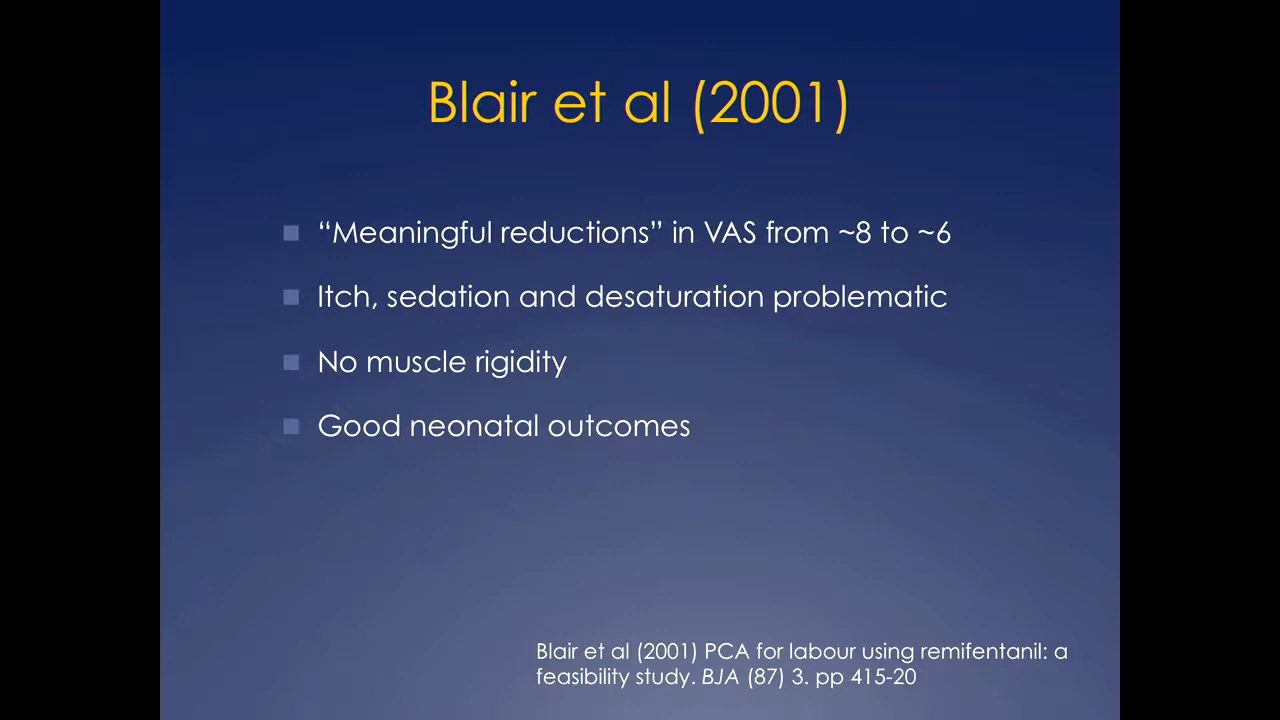 Blair et al (2001)
“Meaningful reductions” in VAS from ~8 to ~6
Itch, sedation and desaturation problematic
No muscle rigidity
Good neonatal outcomes
Blair et al (2001) PCA for labour using remifentanil: a
feasibility study. BJA (87) 3. pp 415-20